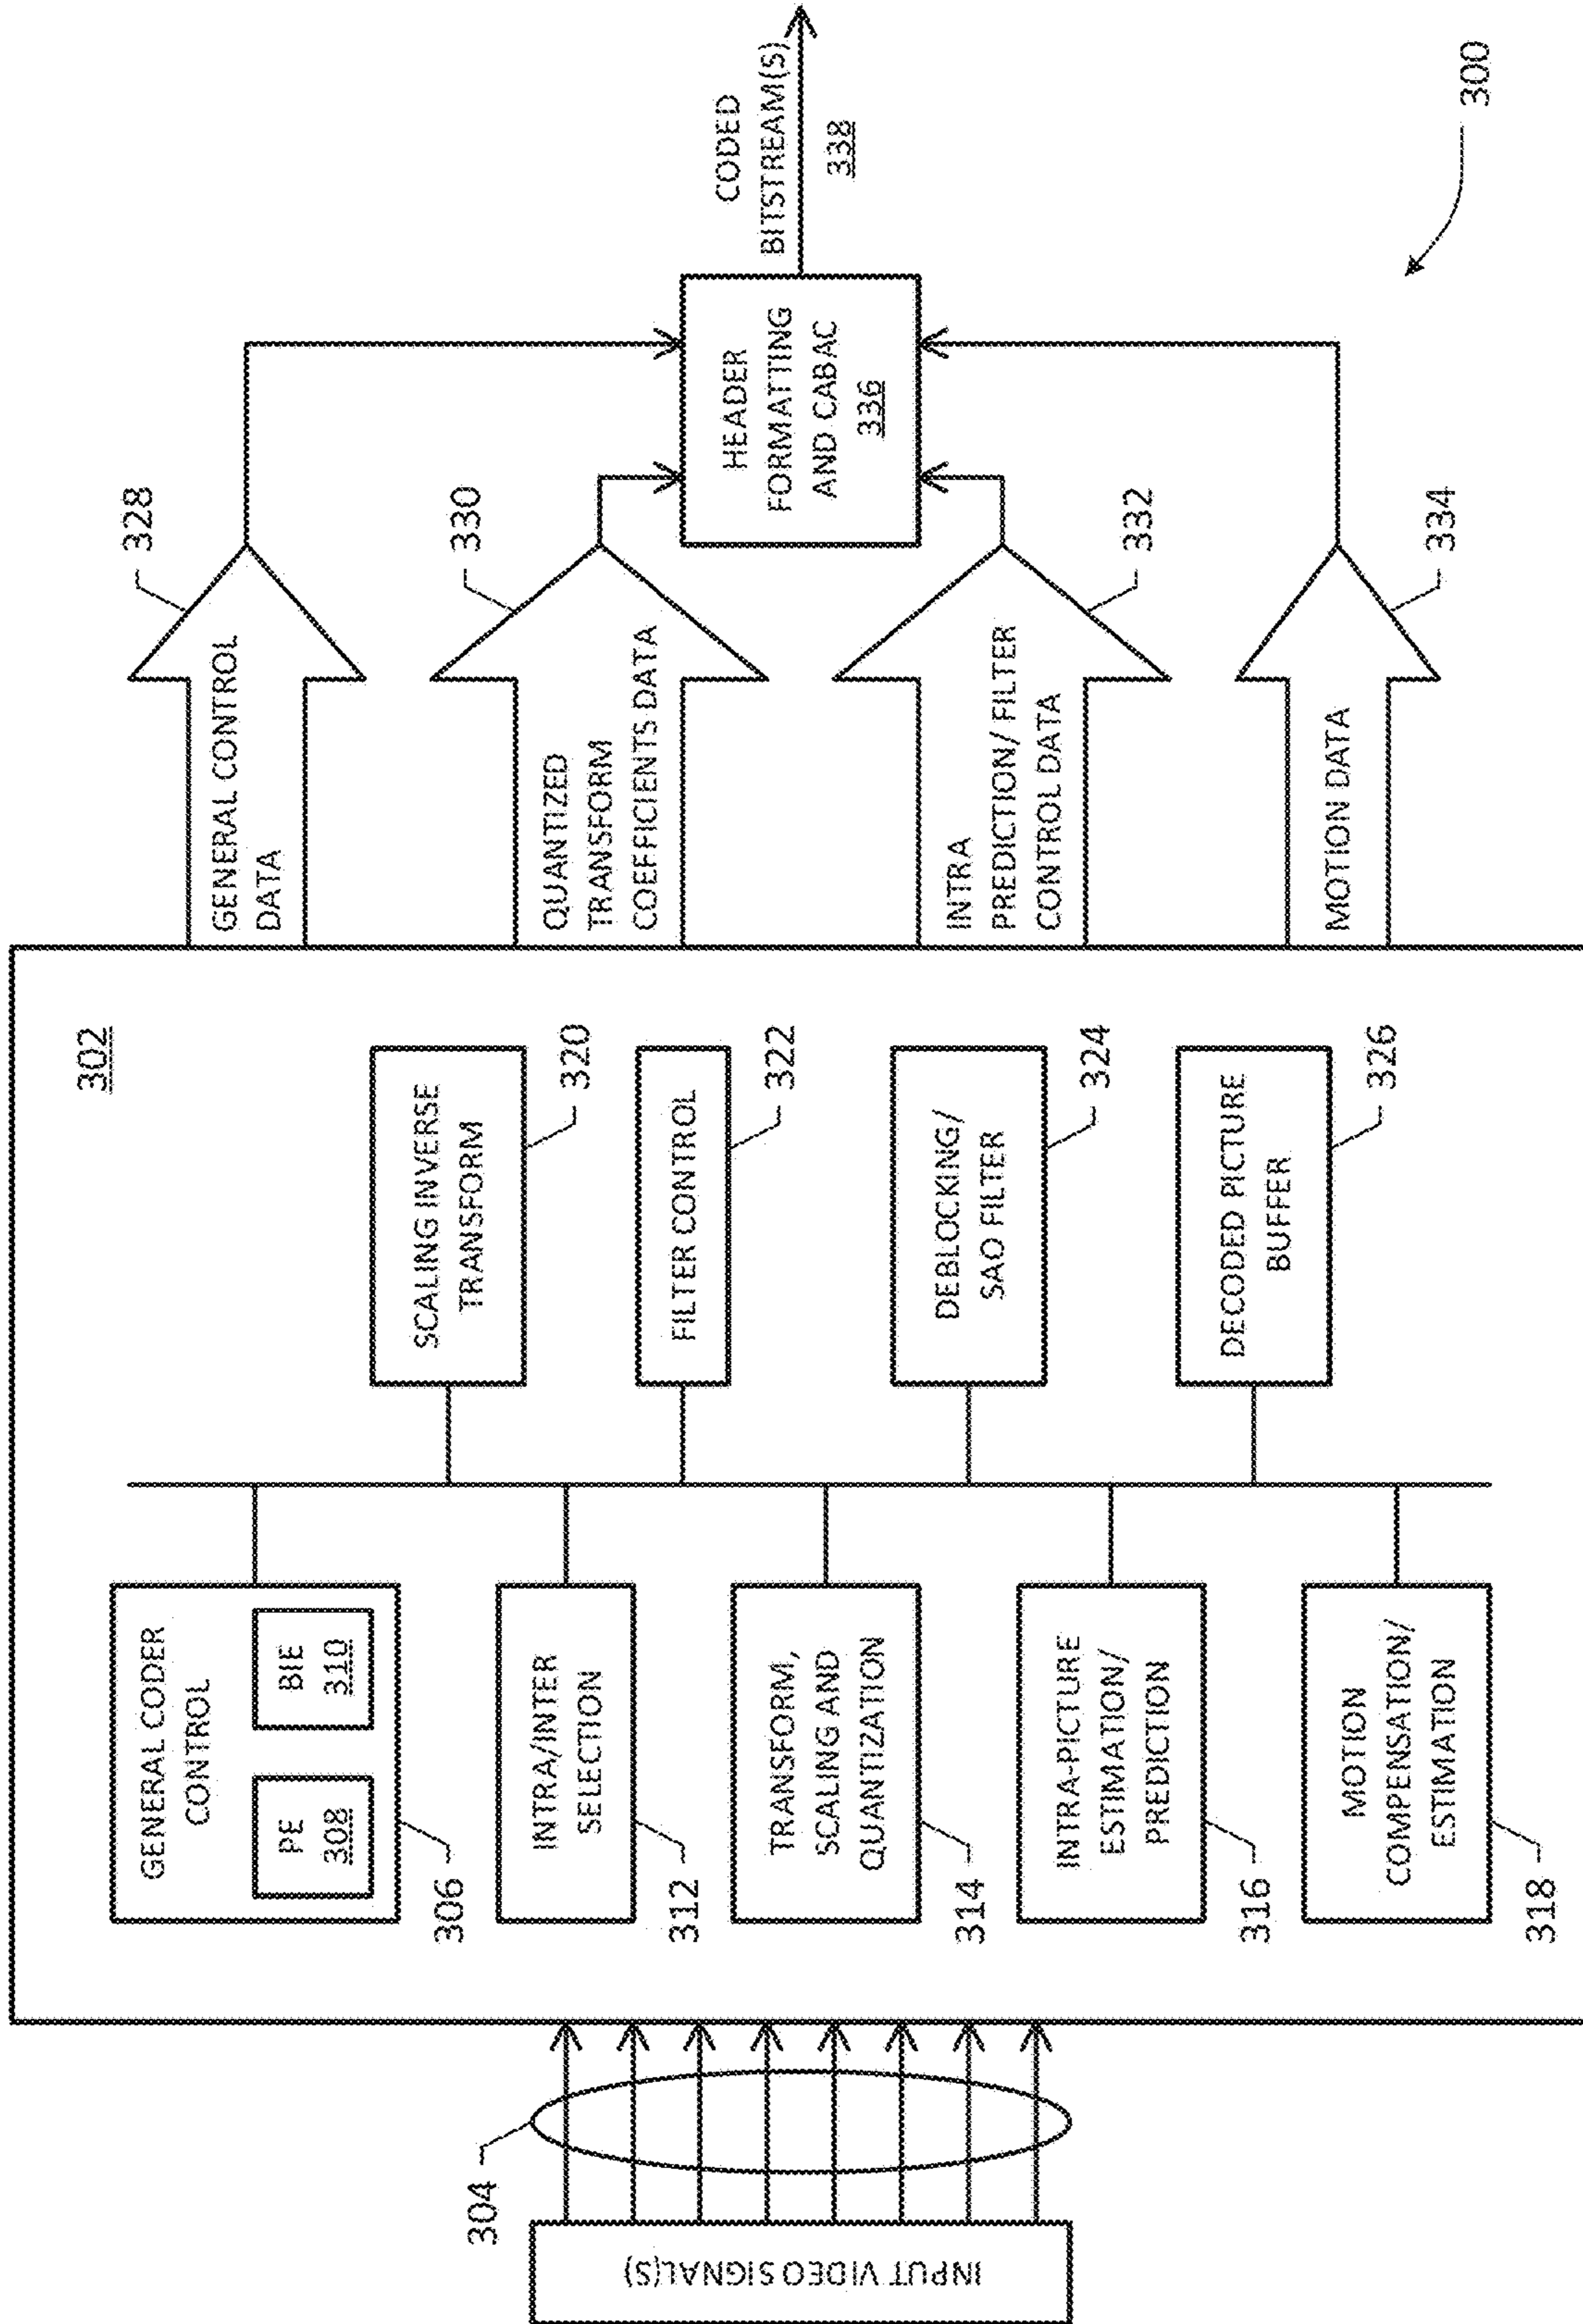 INPUT VIDEO SIGNAL(S)
304
302
GENERAL CODER
CONTROL
PE
308
BIE
310
306
INTRA/INTER
SELECTION
312
TRANSFORM,
SCALING AND
QUANTIZATION
314
INTRA-PICTURE
ESTIMATION/
PREDICTION
316
MOTION
COMPENSATION/
ESTIMATION
318
SCALING INVERSE
TRANSFORM
320
FILTER CONTROL
322
DEBLOCKING/
SAO FILTER
324
DECODED PICTURE
BUFFER
326
GENERAL CONTROL
DATA
328
QUANTIZED
TRANSFORM
COEFFICIENTS DATA
330
INTRA
PREDICTION/ FILTER
CONTROL DATA
332
MOTION DATA
334
HEADER
FORMATTING
AND CABAC
336
CODED
BITSTREAM(S)
338
300